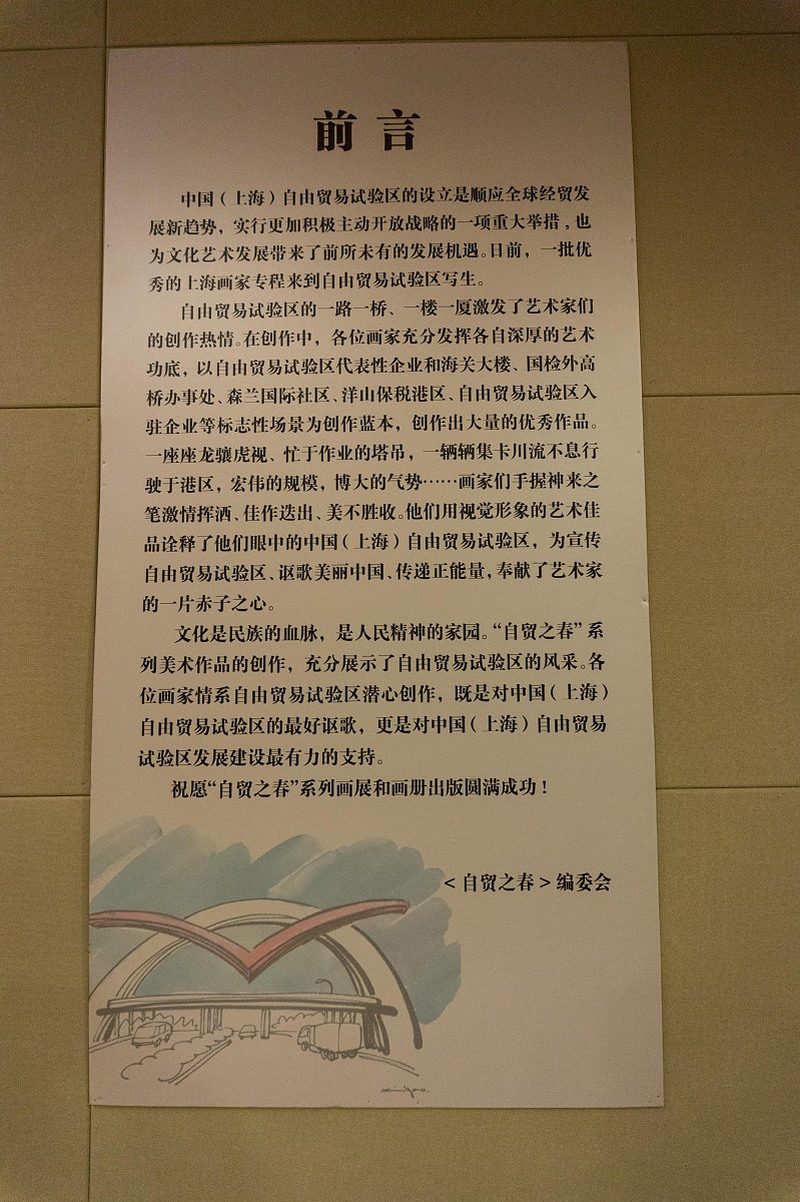 前言
中国（上海）自由贸易试验区的设立是顺应全球经贸发
展新趋势，实行更加积极主动开放战略的一项重大举措，也
为文化艺术发展带来了前所未有的发展机遇。日前，一批优
秀的上海画家专程来到自由贸易试验区写生。
自由贸易试验区的一路一桥、一楼一厦激发了艺术家们
的创作热情。在创作中，各位画家充分发挥各自深厚的艺术
功底，以自由贸易试验区代表性企业和海关大楼、国检外高
桥办事处、森兰国际社区、洋山保税港区、自由贸易试验区入
驻企业等标志性场景为创作蓝本，创作出大量的优秀作品。
一座座龙骧虎视、忙于作业的塔吊，一辆辆集卡川流不息行
驶于港区，宏伟的规模，博大的气势……画家们手握神来之
笔激情挥洒、佳作迭出、美不胜收。他们用视觉形象的艺术佳
品诠释了他们眼中的中国（上海）自由贸易试验区，为宣传
自由贸易试验区、讴歌美丽中国、传递正能量，奉献了艺术家
的一片赤子之心。
文化是民族的血脉，是人民精神的家园。“自贸之春”系
列美术作品的创作，充分展示了自由贸易试验区的风采。各
位画家情系自由贸易试验区潜心创作，既是对中国（上海）
自由贸易试验区的最好讴歌，更是对中国（上海）自由贸易
试验区发展建设最有力的支持。
祝愿“自贸之春”系列画展和画册出版圆满成功！
<自贸之春>编委会